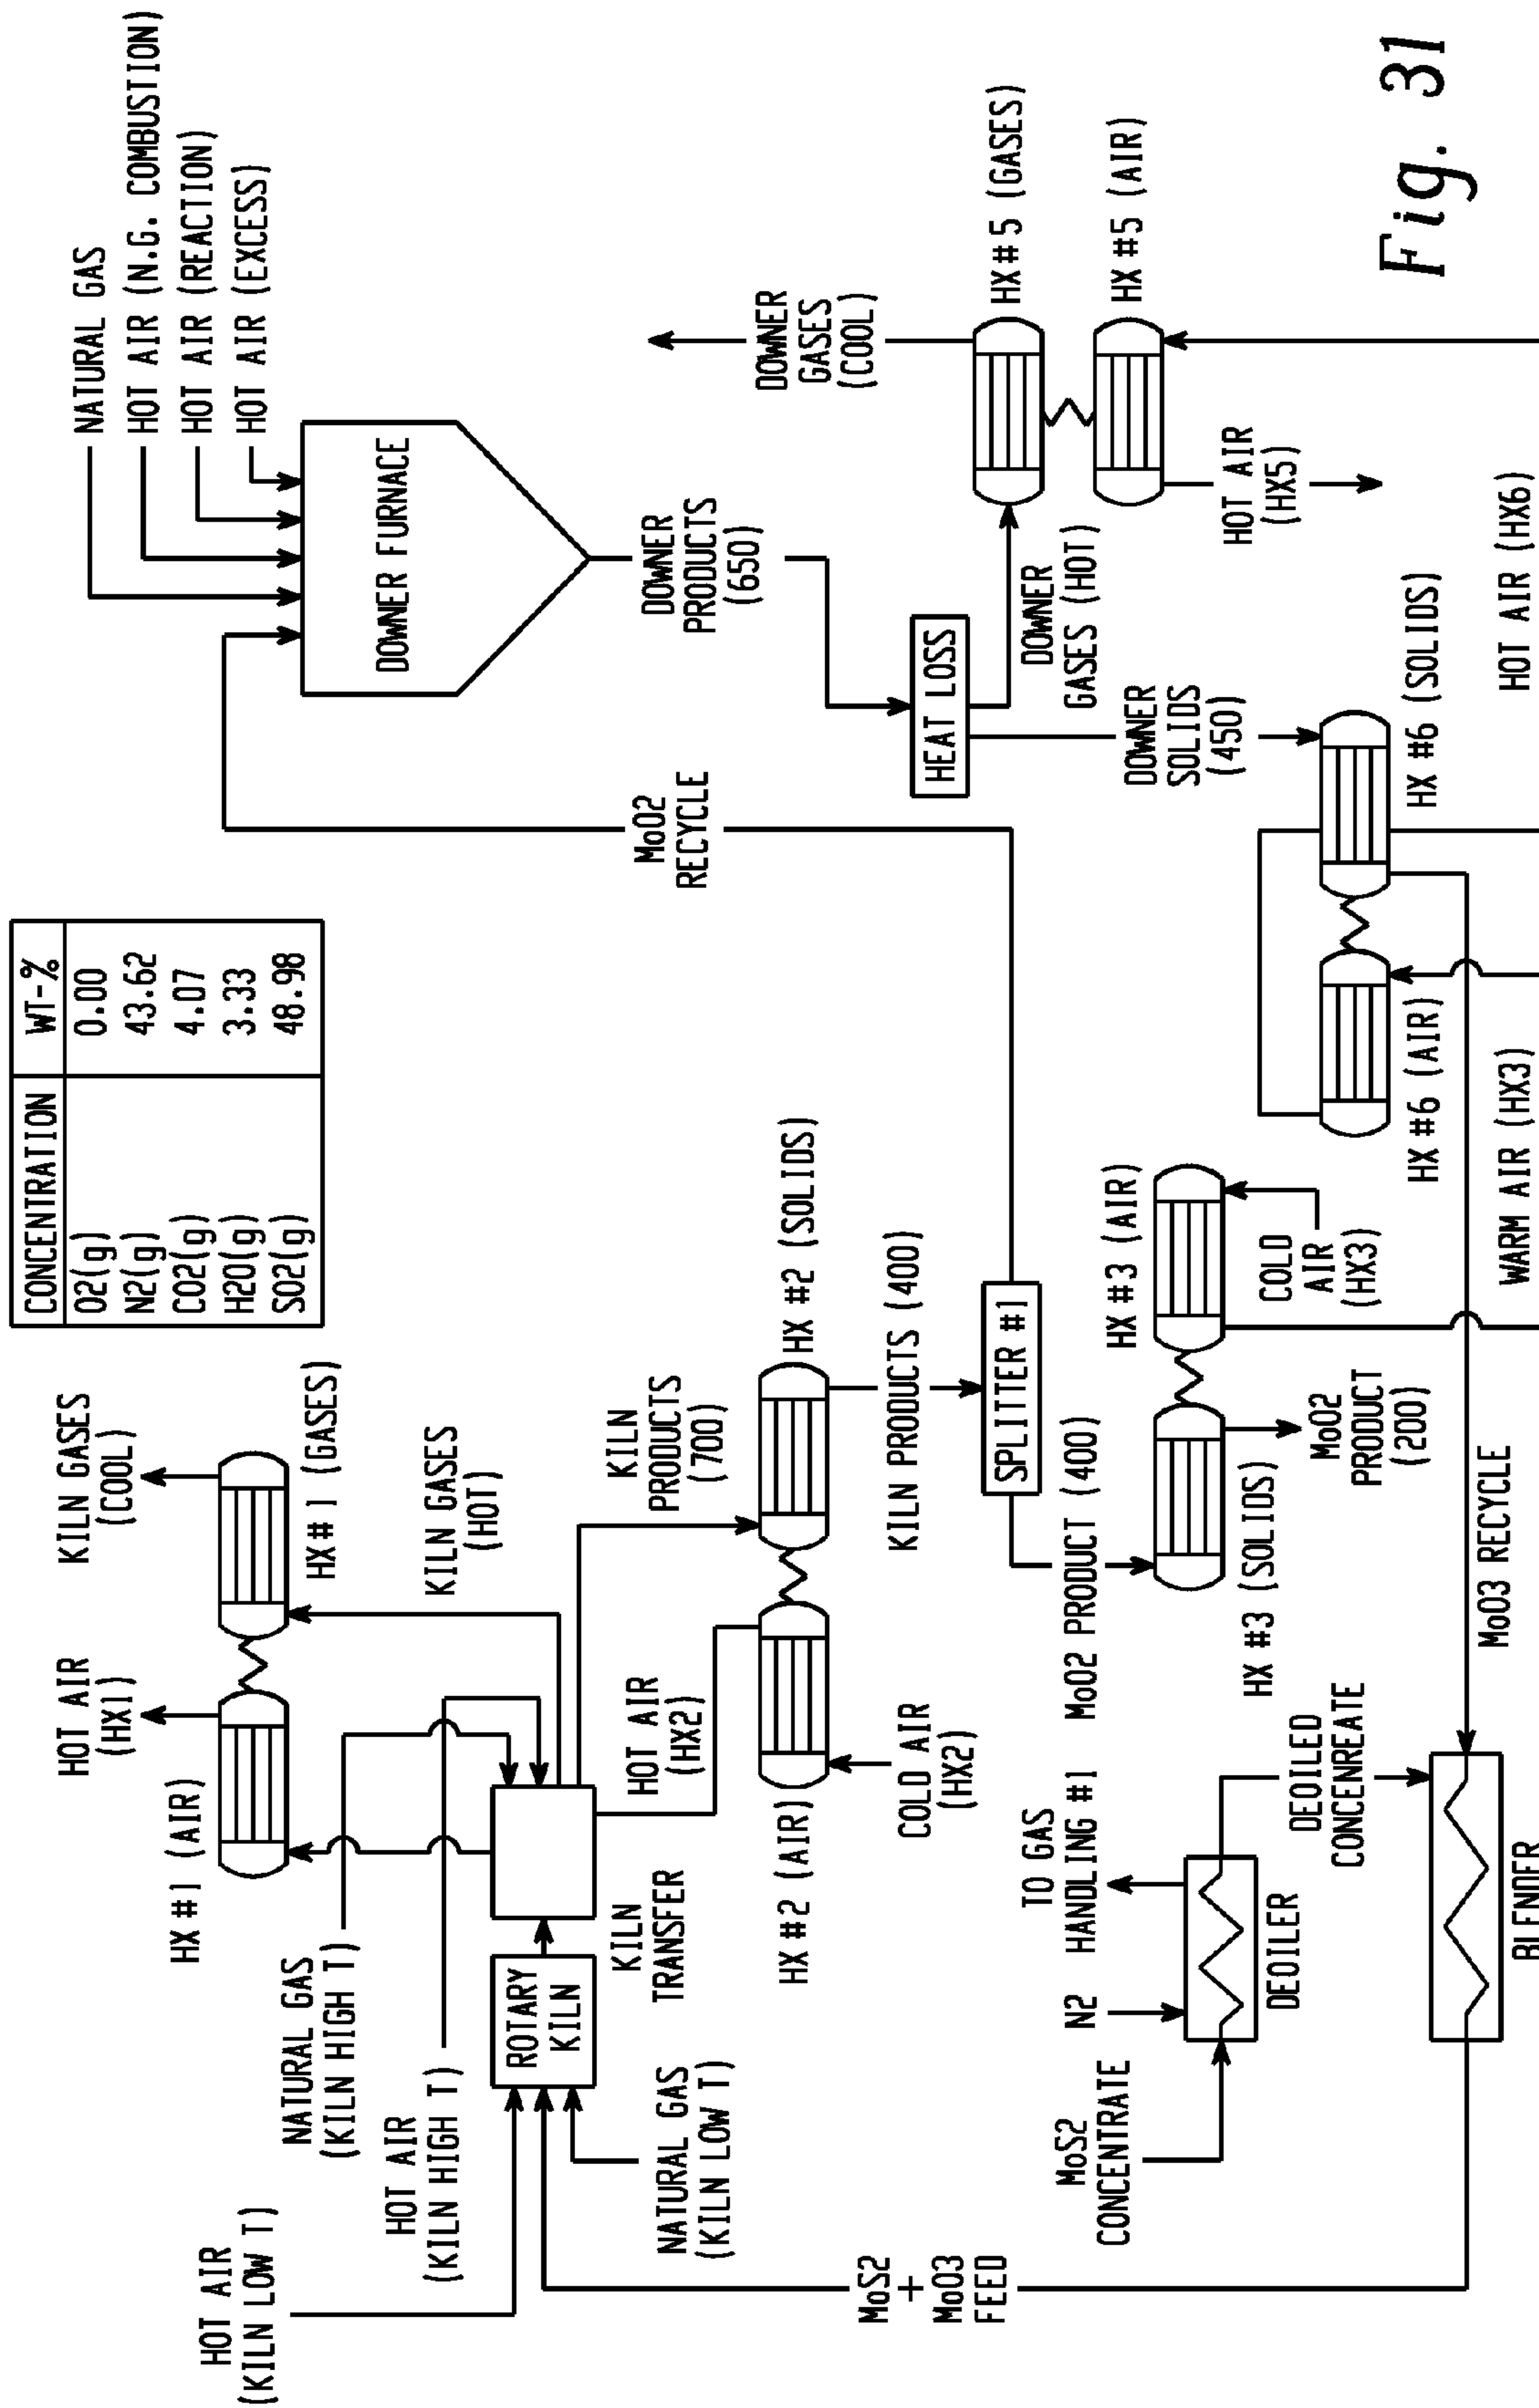 HOT AIR
(KILN LOW T)
NATURAL GAS
(KILN HIGH T)
HOT AIR
(KILN HIGH T)
HX #1 (AIR)
HOT AIR
(HX1)
KILN GASES
(COOL)
HX# 1 (GASES)
KILN GASES
(HOT)
ROTARY
KILN
KILN
TRANSFER
NATURAL GAS
(KILN LOW T)
HOT AIR
(HX2)
KILN
PRODUCTS
(700)
HX #2 (AIR)
HX #2 (SOLIDS)
COLD AIR
(HX2)
KILN PRODUCTS (400)
CONCENTRATION WT-%
O2(g) 0.00
N2(g) 43.62
CO2(g) 4.07
H2O(g) 3.33
SO2(g) 48.98
NATURAL GAS
HOT AIR (N.G. COMBUSTION)
HOT AIR (REACTION)
HOT AIR (EXCESS)
DOWNER FURNACE
DOWNER
PRODUCTS
(650)
MoO2
RECYCLE
DOWNER
GASES
(COOL)
HEAT LOSS
HX# 5 (GASES)
DOWNER
GASES (HOT)
HX #5 (AIR)
HOT AIR
(HX5)
DOWNER
SOLIDS
(450)
SPLITTER #1
MoO2 PRODUCT (400)
HX #3 (AIR)
HX #3 (SOLIDS)
COLD
AIR
(HX3)
MoO2
PRODUCT
(200)
HX #6 (AIR)
HX #6 (SOLIDS)
WARM AIR (HX3)
HOT AIR (HX6)
MoS2
+
MoO3
FEED
MoS2
CONCENTRATE
N2
TO GAS
HANDLING #1
DEOILER
DEOILED
CONCENREATE
MoO3 RECYCLE
BLENDER
Fig. 31